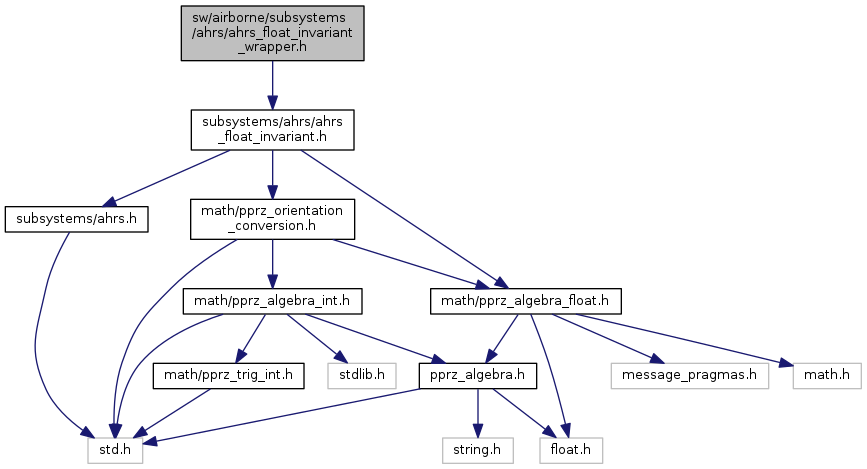 sw/airborne/subsystems
/ahrs/ahrs_float_invariant
_wrapper.h
subsystems/ahrs/ahrs
_float_invariant.h
subsystems/ahrs.h
math/pprz_orientation
_conversion.h
math/pprz_algebra_int.h
math/pprz_algebra_float.h
math/pprz_trig_int.h
stdlib.h
pprz_algebra.h
message_pragmas.h
math.h
std.h
string.h
float.h